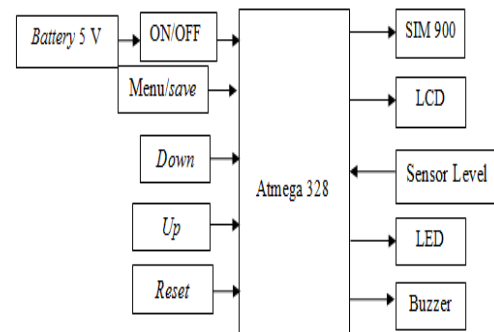 Battery 5 V
ON/OFF
Menu/save
Down
Up
Reset
Atmega 328
SIM 900
LCD
Sensor Level
LED
Buzzer